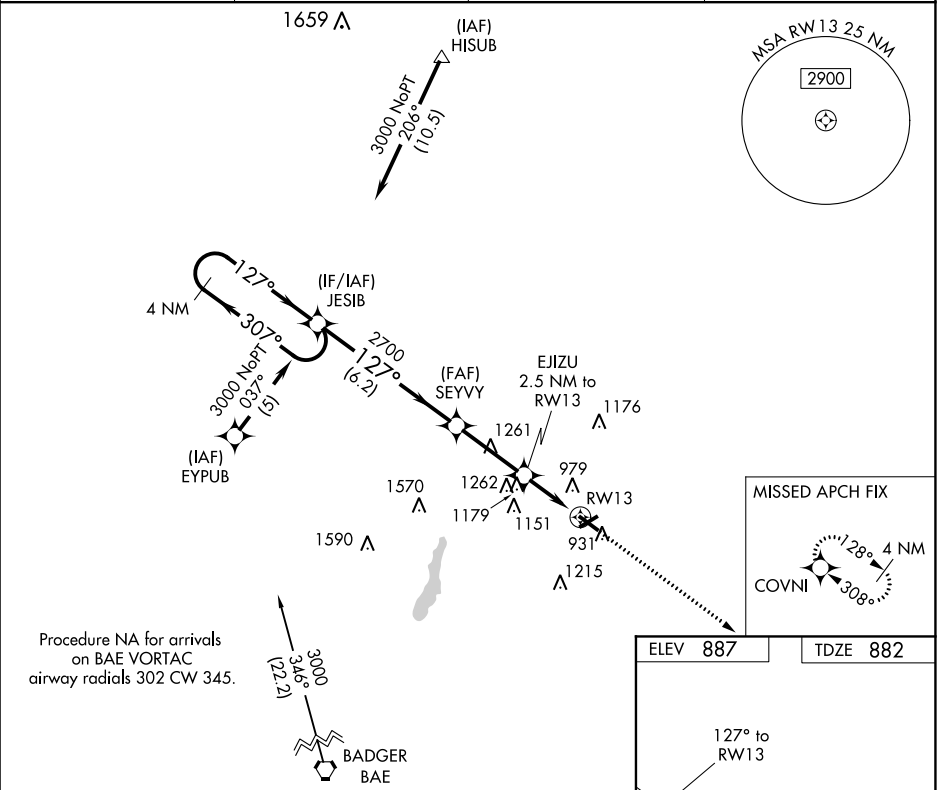 1659
(IAF)
HISUB
3000 NoPT
206°
(10.5)
MSA RW13 25 NM
2900
127°
4 NM
307°
(IF/IAF)
JESIB
3000 NoPT
037°
(5)
(IAF)
EYPUB
2700
127°
(6.2)
(FAF)
SEYVY
EJIZU
2.5 NM to
RW13
1261
1176
1262
979
1570
1179
1151
RW13
1590
931
1215
MISSED APCH FIX
128°
4 NM
COVNI
308°
Procedure NA for arrivals
on BAE VORTAC
airway radials 302 CW 345.
3000
346°
(22.2)
BADGER
BAE
ELEV 887
TDZE 882
127° to
RW13